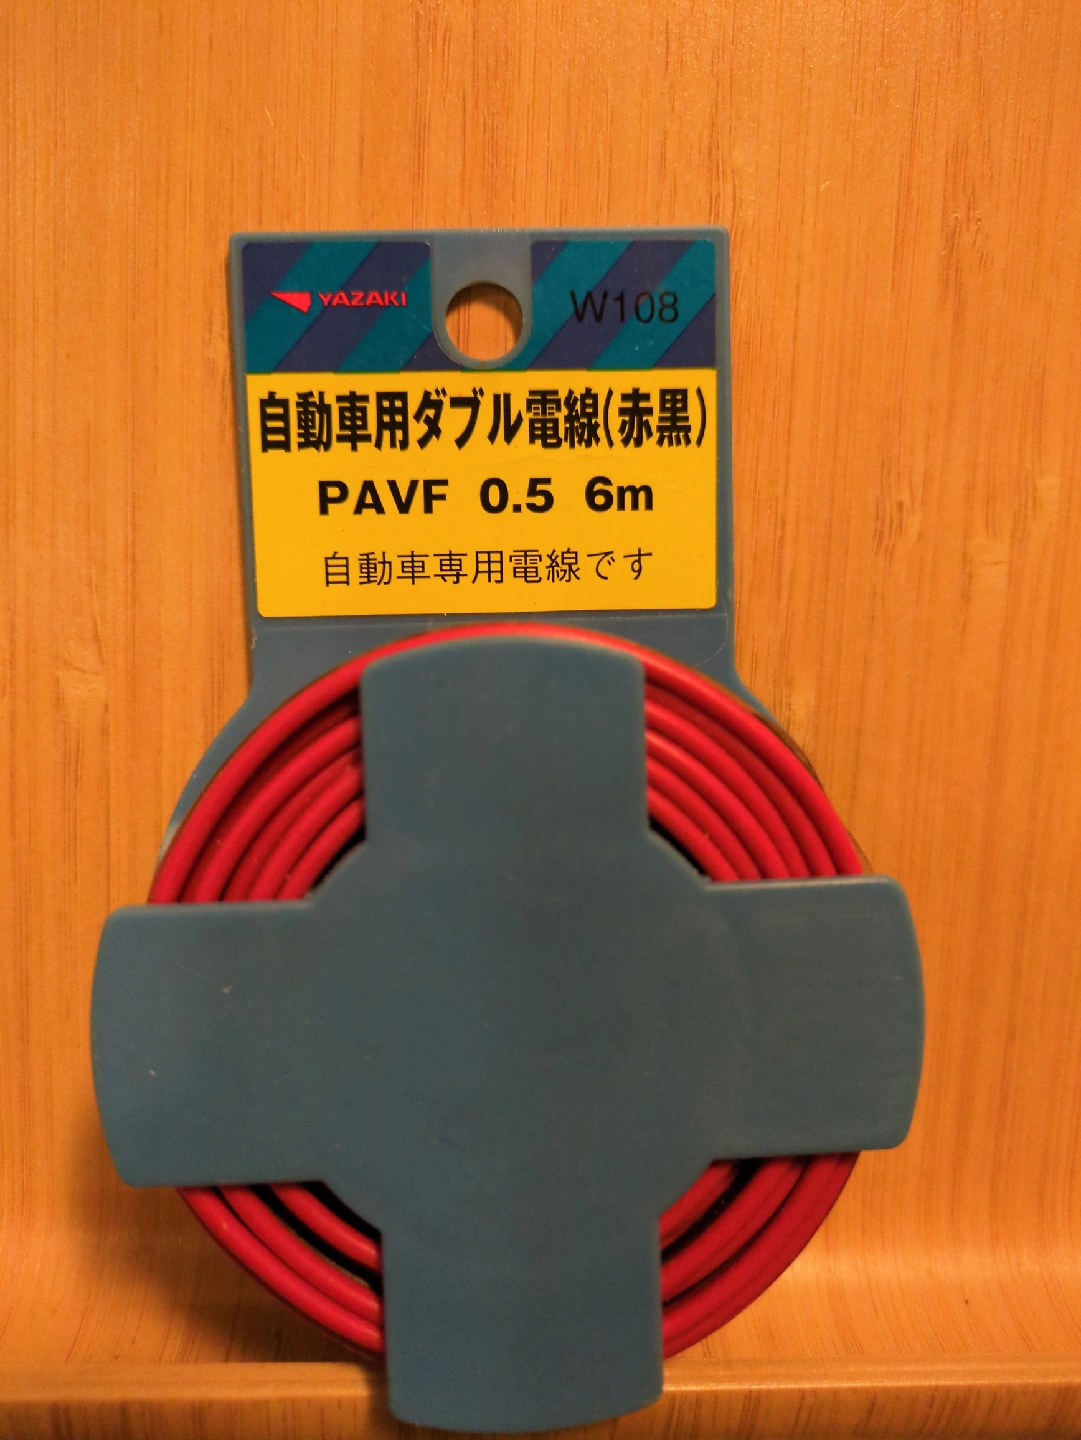 YAZAKI
W108
自動車用ダブル電線(赤黒)
PAVF 0.5 6m
自動車専用電線です